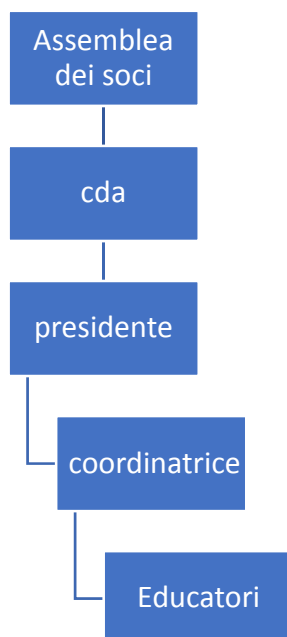 Assemblea
dei soci
cda
presidente
coordinatrice
Educatori